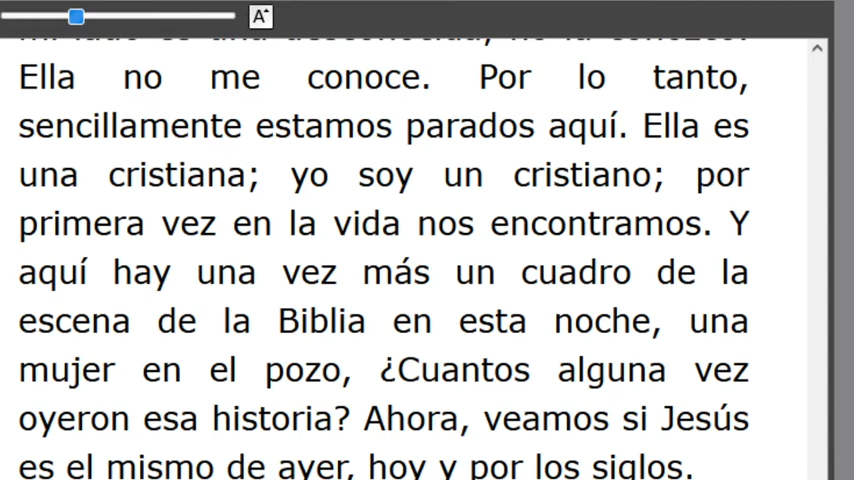 A
Ella no me conoce. Por lo tanto,
sencillamente estamos parados aquí. Ella es
una cristiana; yo soy un cristiano; por
primera vez en la vida nos encontramos. Y
aquí hay una vez más un cuadro de la
escena de la Biblia en esta noche, una
mujer en el pozo, ¿Cuantos alguna vez
oyeron esa historia? Ahora, veamos si Jesús
es el mismo de ayer, hoy y por los siglos.